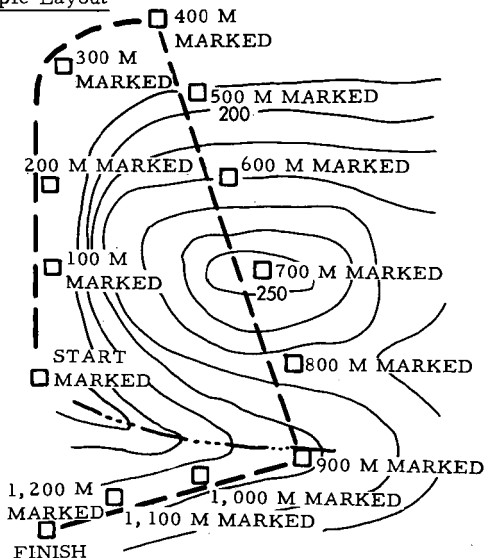 ple Layout
400 M
MARKED
300 M
MARKED
500 M MARKED
200
200 M MARKED
600 M MARKED
100 M
MARKED
700 M MARKED
250
START
MARKED
800 M MARKED
900 M MARKED
1,200 M
MARKED
1,000 MARKED
1,100 M MARKED
FINISH